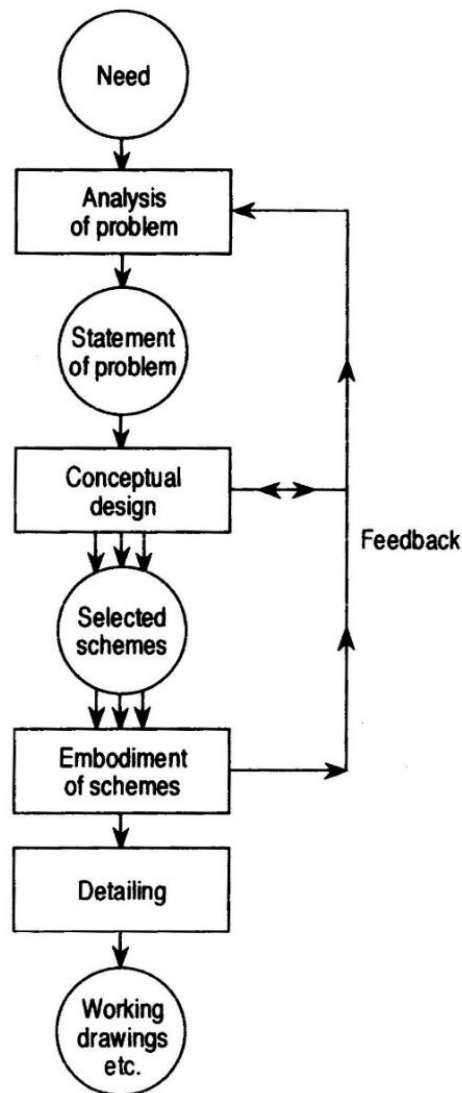 Need
Analysis
of problem
Statement
of problem
Conceptual
design
Feedback
Selected
schemes
Embodiment
of schemes
Detailing
Working
drawings
etc.